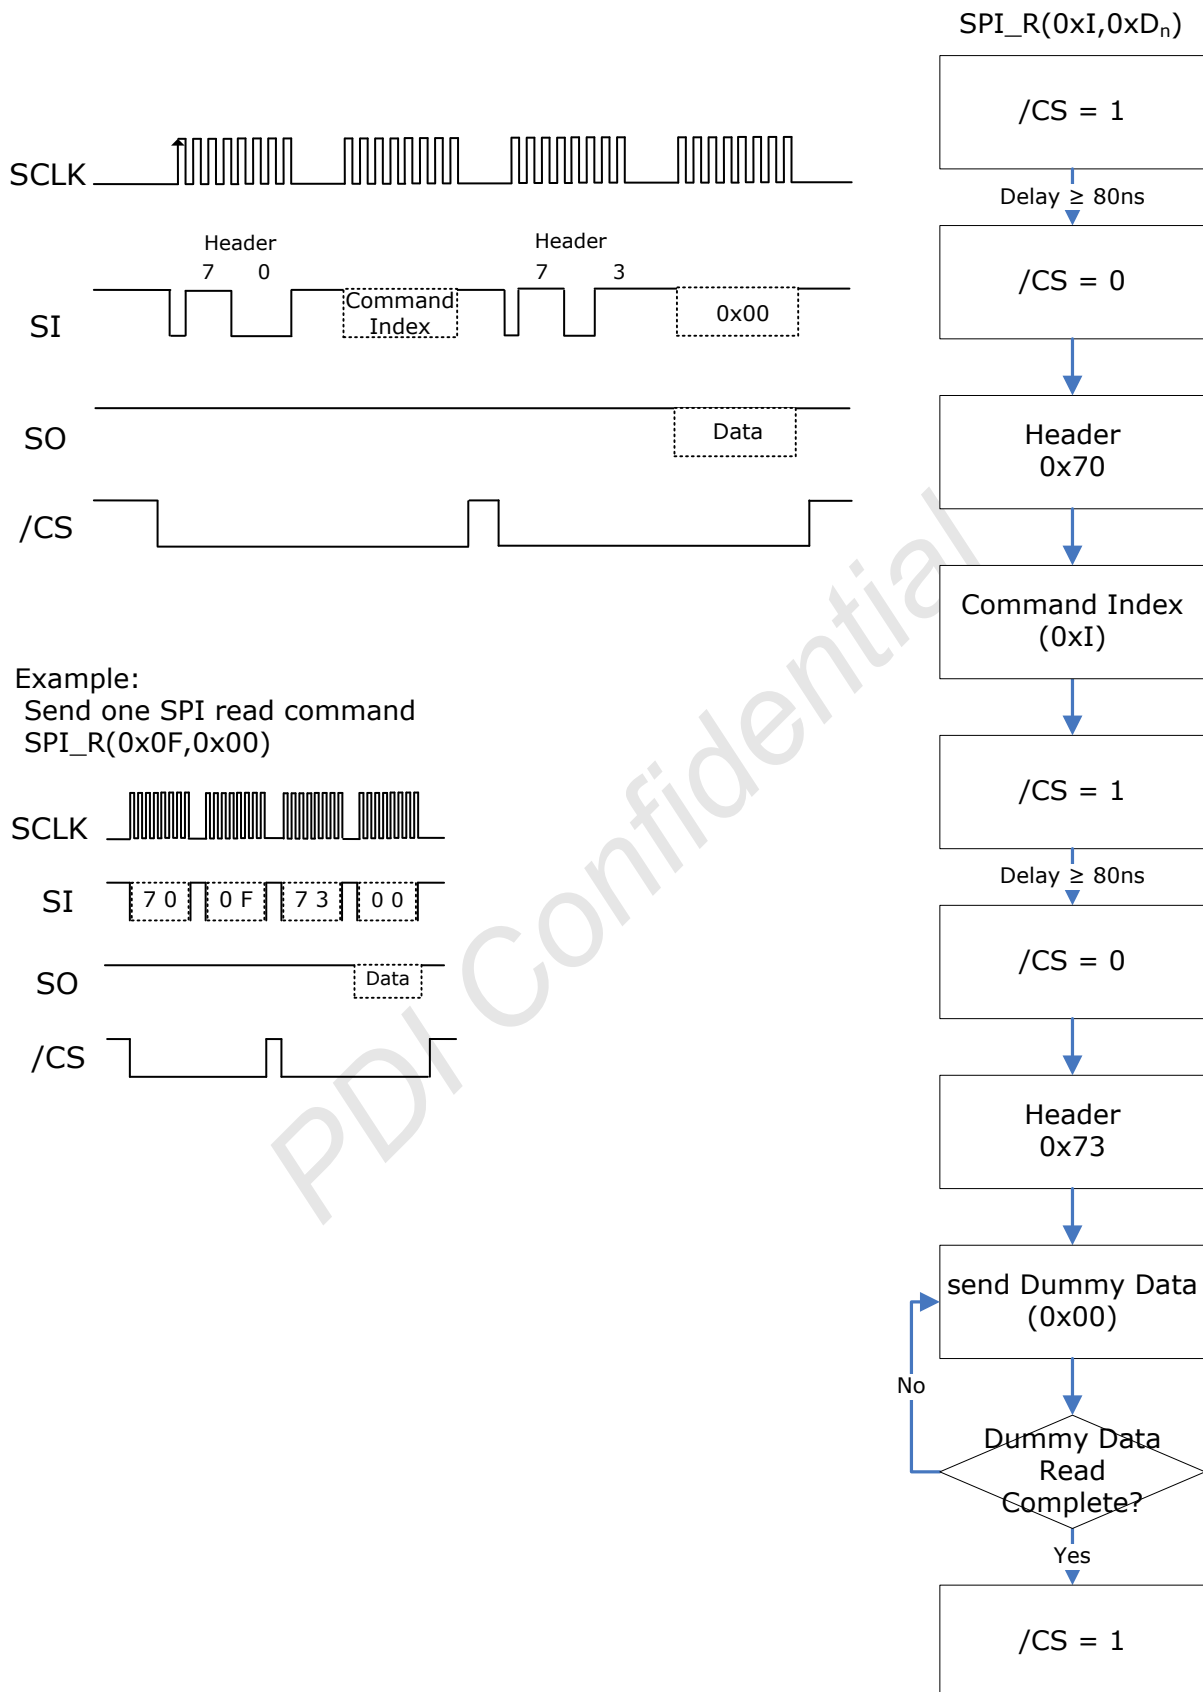 SCLK
Header
7 0
Header
7 3
SI
Command
Index
0x00
SO
Data
/CS
Example:
Send one SPI read command
SPI_R(0x0F,0x00)
SCLK
SI
7 0
0 F
7 3
0 0
SO
Data
/CS
SPI_R(0xI,0xDₙ)
/CS = 1
Delay ≥ 80ns
/CS = 0
Header
0x70
Command Index
(0xI)
/CS = 1
Delay ≥ 80ns
/CS = 0
Header
0x73
send Dummy Data
(0x00)
No
Dummy Data
Read
Complete?
Yes
/CS = 1
PDI Confidential